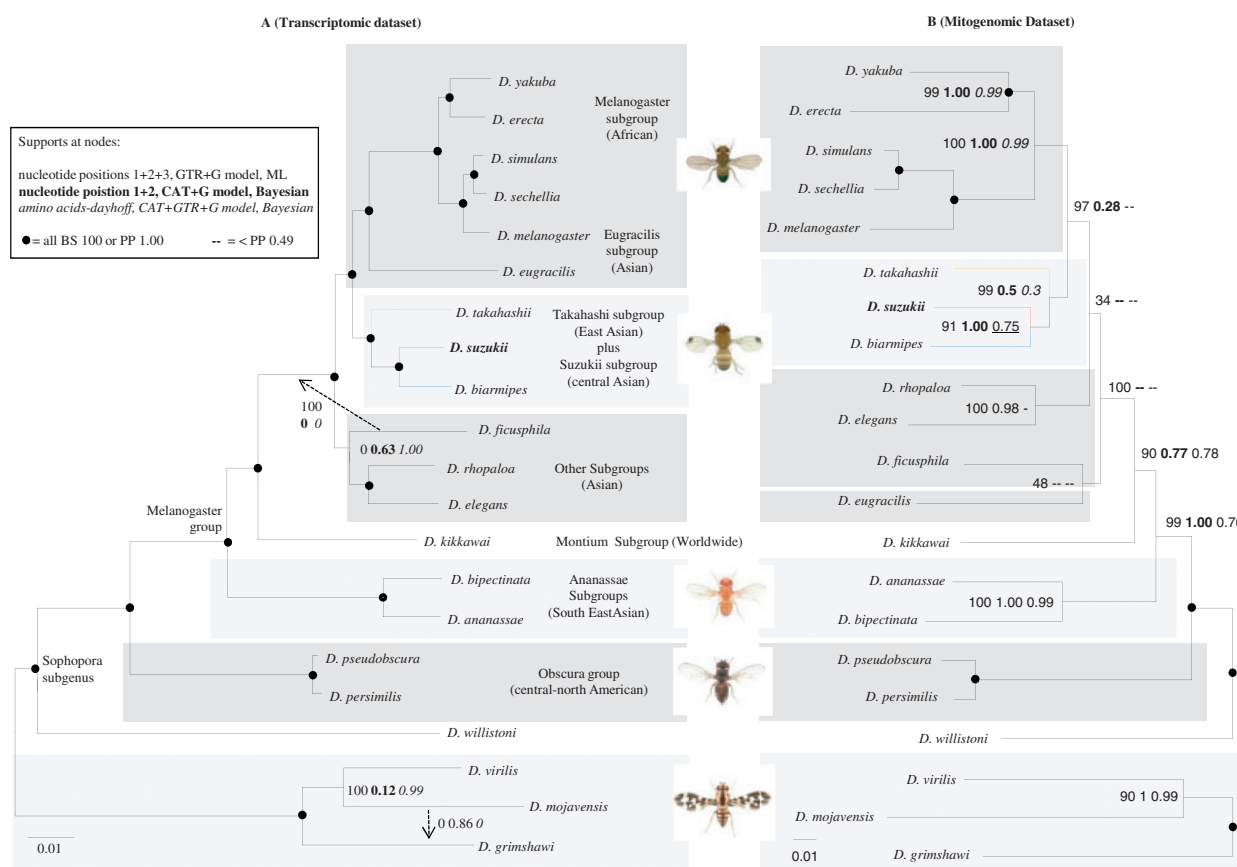 A (Transcriptomic dataset)
Supports at nodes:
nucleotide positions 1+2+3, GTR+G model, ML
nucleotide poistion 1+2, CAT+G model, Bayesian
amino acids-dayhoff, CAT+GTR+G model, Bayesian
= all BS 100 or PP 1.00 -- = < PP 0.49
D. yakuba
D. erecta
D. simulans
D. sechellia
D. melanogaster
D. eugracilis
Melanogaster
subgroup
(African)
Eugracilis
subgroup
(Asian)
D. takahashii
D. suzukii
D. biarmipes
Takahashi subgroup
(East Asian)
plus
Suzukii subgroup
(central Asian)
100
0 0
0 0.63 1.00
D. ficusphila
D. rhopaloa
D. elegans
Other Subgroups
(Asian)
Melanogaster
group
D. kikkawai
Montium Subgroup (Worldwide)
D. bipectinata
D. ananassae
Ananassae
Subgroups
(South EastAsian)
Sophopora
subgenus
D. pseudobscura
D. persimilis
Obscura group
(central-north American)
D. willistoni
D. virilis
100 0.12 0.99
D. mojavensis
0 0.86 0
D. grimshawi
0.01
B (Mitogenomic Dataset)
D. yakuba
99 1.00 0.99
D. erecta
100 1.00 0.99
D. simulans
D. sechellia
D. melanogaster
97 0.28 --
D. takahashii
99 0.5 0.3
D. suzukii
91 1.00 0.75
D. biarmipes
34 -- --
D. rhopaloa
100 0.98 -
D. elegans
100 -- --
D. ficusphila
48 -- --
D. eugracilis
90 0.77 0.78
99 1.00
D. kikkawai
D. ananassae
100 1.00 0.99
D. bipectinata
D. pseudobscura
D. persimilis
D. willistoni
D. virilis
90 1 0.99
D. mojavensis
D. grimshawi
0.01